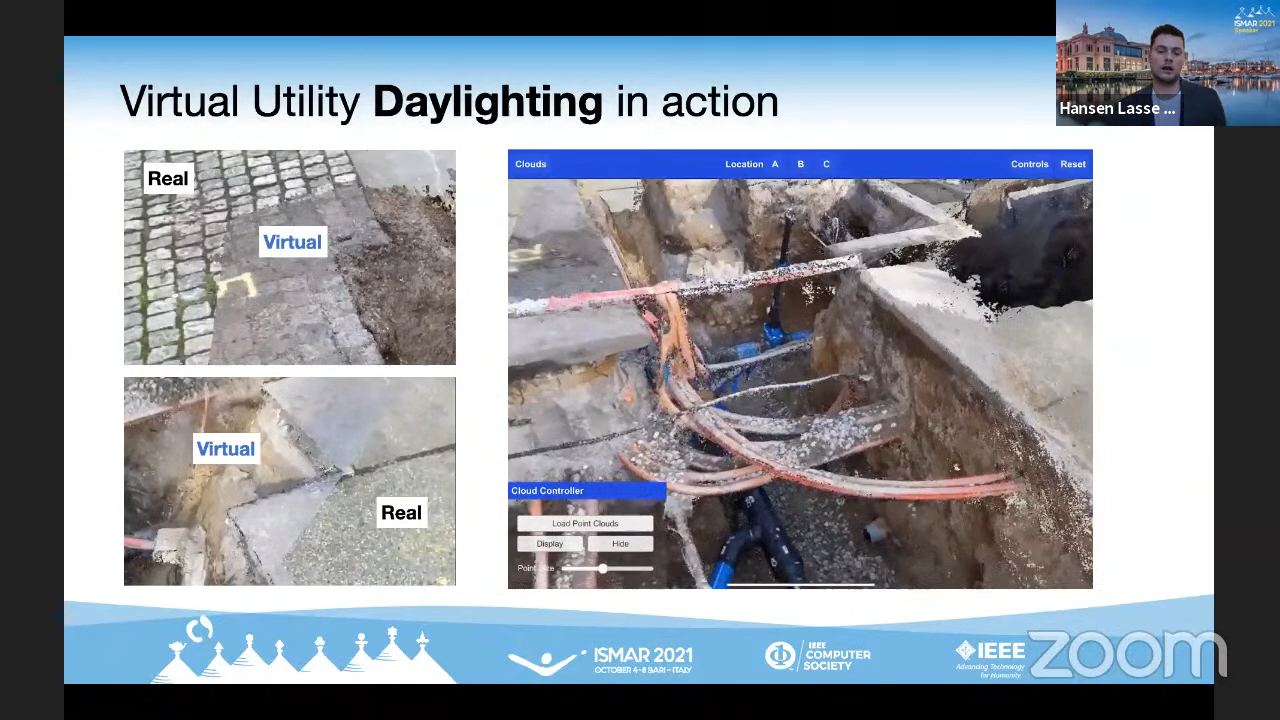 ISMAR 2021
Speaker
Hansen Lasse ...
Virtual Utility Daylighting in action
Real
Virtual
Virtual
Real
Clouds
Location A B C
Controls Reset
Cloud Controller
Load Point Clouds
Display Hide
Point Size
ISMAR 2021
OCTOBER 4-8 BARI - ITALY
IEEE
COMPUTER
SOCIETY
IEEE
Advancing Technology
for Humanity
zoom